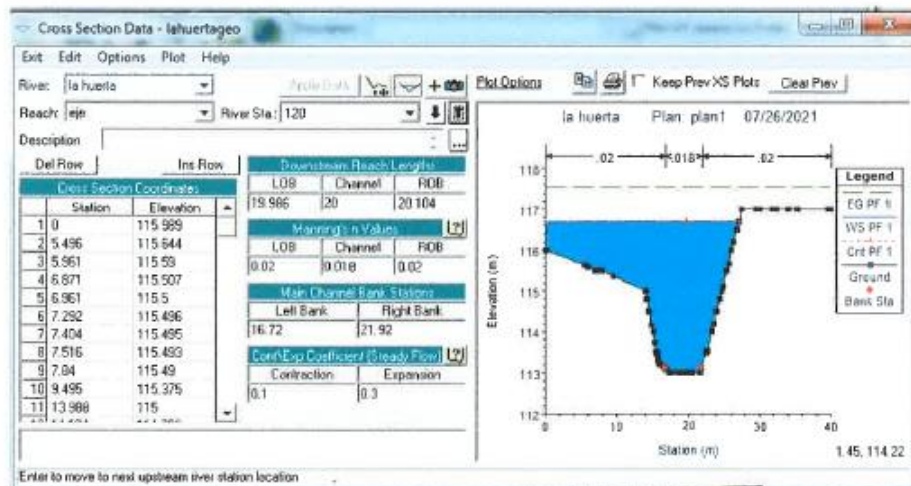 Cross Section Data - lahuertageo
Exit Edit Options Plot Help
River: la huerta
Apply Data
Plot Options
Keep Prev XS Plots
Clear Prev
Reach: eje
River Sta.: 120
Description
Del Row
Ins Row
Cross Section Coordinates
Station Elevation
1 0 115.989
2 5.496 115.644
3 5.961 115.59
4 6.871 115.507
5 6.961 115.5
6 7.292 115.496
7 7.404 115.495
8 7.516 115.493
9 7.84 115.49
10 9.495 115.375
11 13.988 115
Downstream Reach Lengths
LOB Channel ROB
19.986 20 20.104
Manning's n Values
LOB Channel ROB
0.02 0.018 0.02
Main Channel Bank Stations
Left Bank Right Bank
16.72 21.92
Cont\Exp Coefficient (Steady Flow)
Contraction Expansion
0.1 0.3
la huerta Plan: plan1 07/26/2021
.02 .018 .02
118
117
116
115
114
113
112
Elevation (m)
0 10 20 30 40
Station (m)
Legend
EG PF 1
WS PF 1
Crit PF 1
Ground
Bank Sta
1.45, 114.22
Enter to move to next upstream river station location